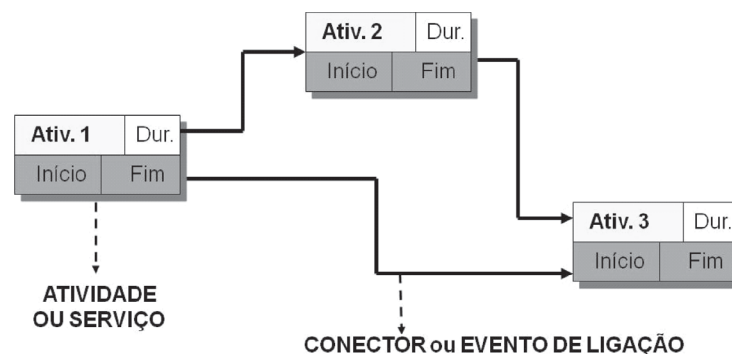 Ativ. 2 Dur.
Início Fim
Ativ. 1 Dur.
Início Fim
Ativ. 3 Dur.
Início Fim
ATIVIDADE
OU SERVIÇO
CONECTOR ou EVENTO DE LIGAÇÃO